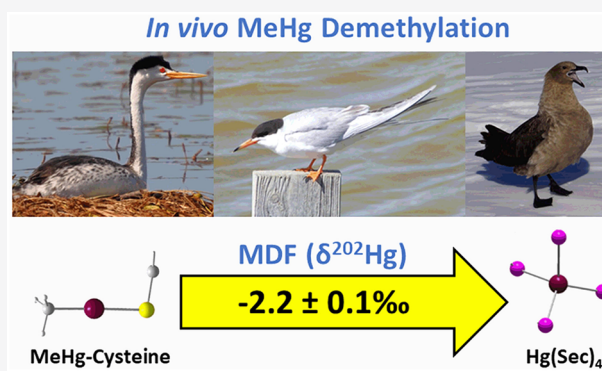 In vivo MeHg Demethylation
MDF (δ²⁰²Hg)
-2.2 ± 0.1‰
MeHg-Cysteine
Hg(Sec)₄